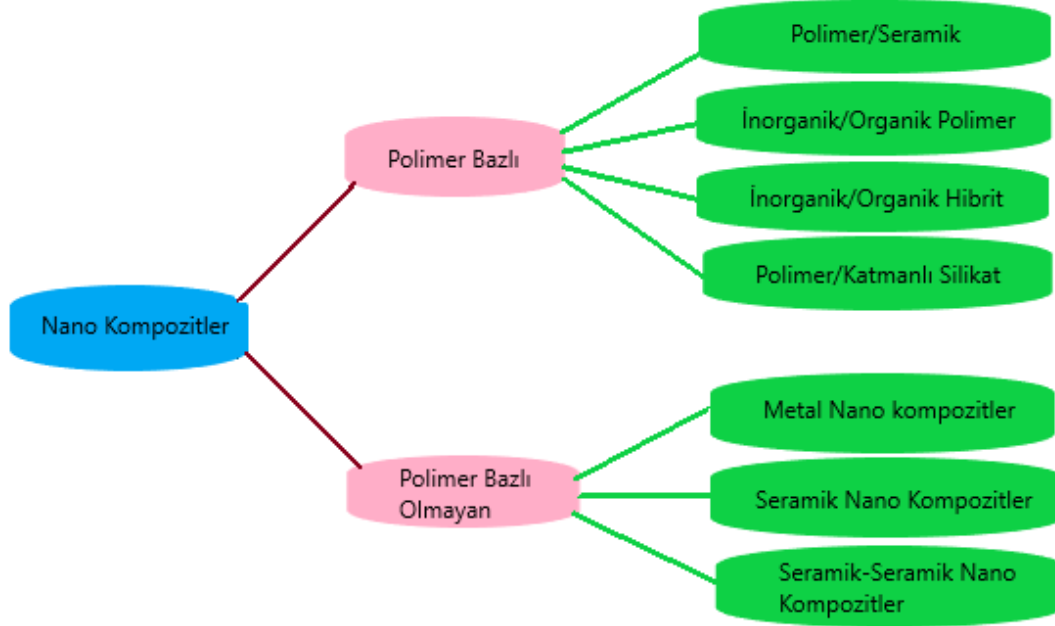 Polimer/Seramik
İnorganik/Organik Polimer
Polimer Bazlı
İnorganik/Organik Hibrit
Polimer/Katmanlı Silikat
Nano Kompozitler
Metal Nano kompozitler
Polimer Bazlı
Olmayan
Seramik Nano Kompozitler
Seramik-Seramik Nano
Kompozitler